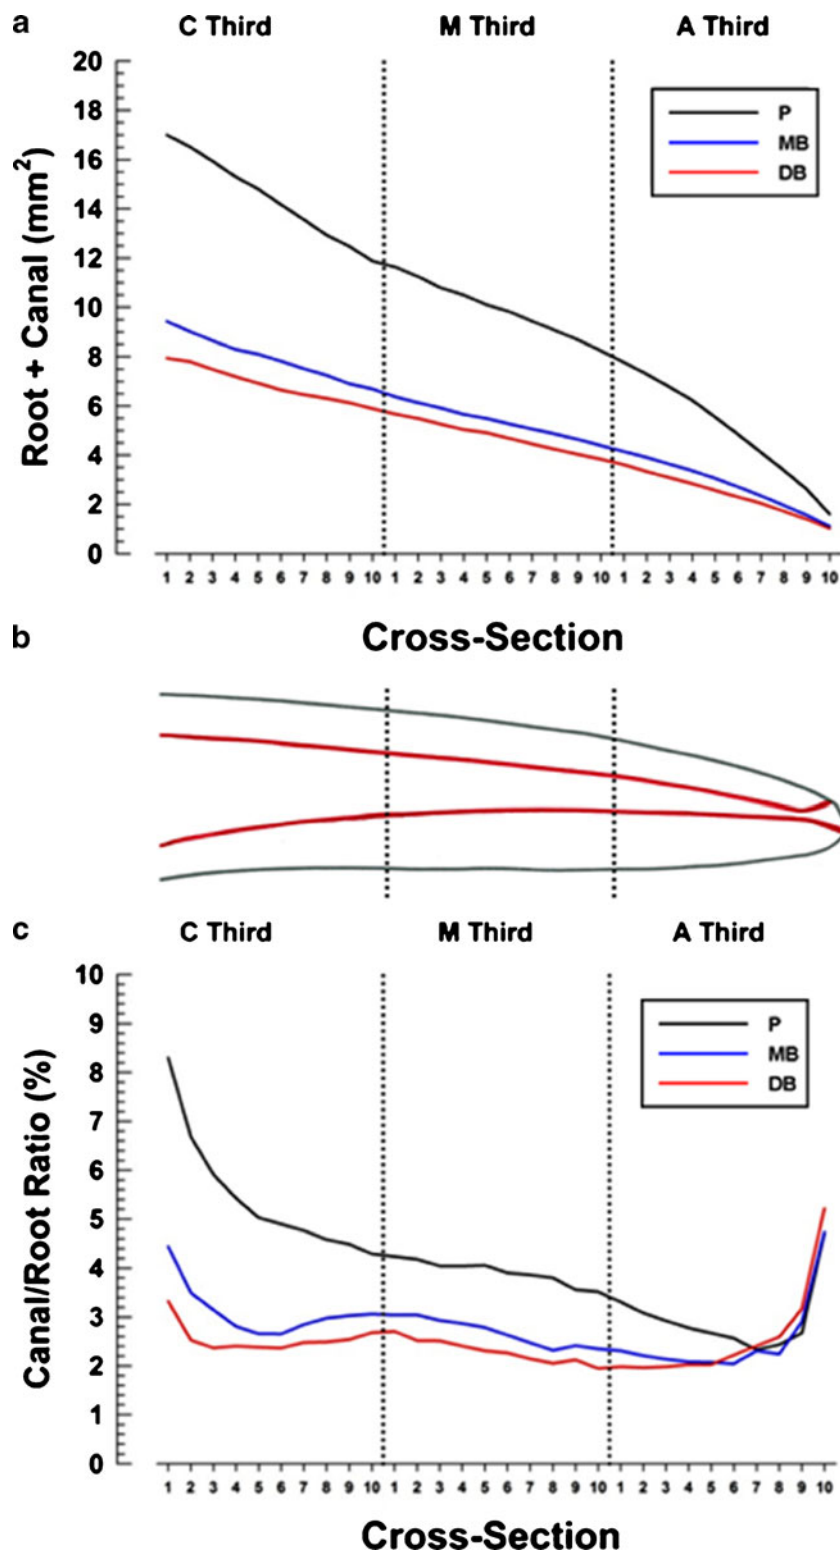 a
C Third M Third A Third
Root + Canal (mm²)
20
18
16
14
12
10
8
6
4
2
0
P
MB
DB
1 2 3 4 5 6 7 8 9 10 1 2 3 4 5 6 7 8 9 10 1 2 3 4 5 6 7 8 9 10
Cross-Section
b
c
C Third M Third A Third
Canal/Root Ratio (%)
10
9
8
7
6
5
4
3
2
1
0
P
MB
DB
1 2 3 4 5 6 7 8 9 10 1 2 3 4 5 6 7 8 9 10 1 2 3 4 5 6 7 8 9 10
Cross-Section